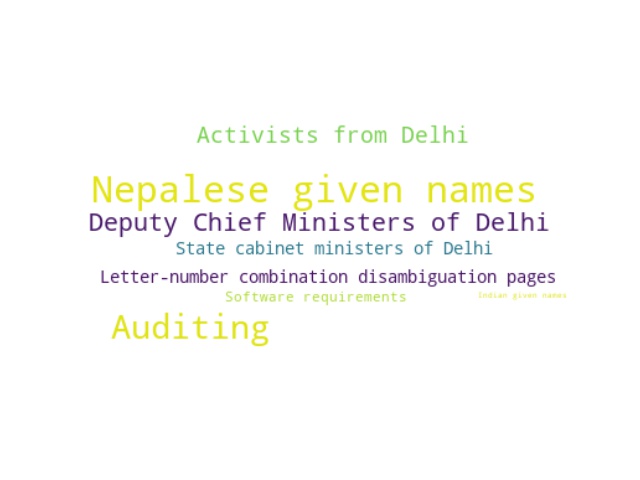 Activists from Delhi
Nepalese given names
Deputy Chief Ministers of Delhi
State cabinet ministers of Delhi
Letter-number combination disambiguation pages
Software requirements
Indian given names
Auditing